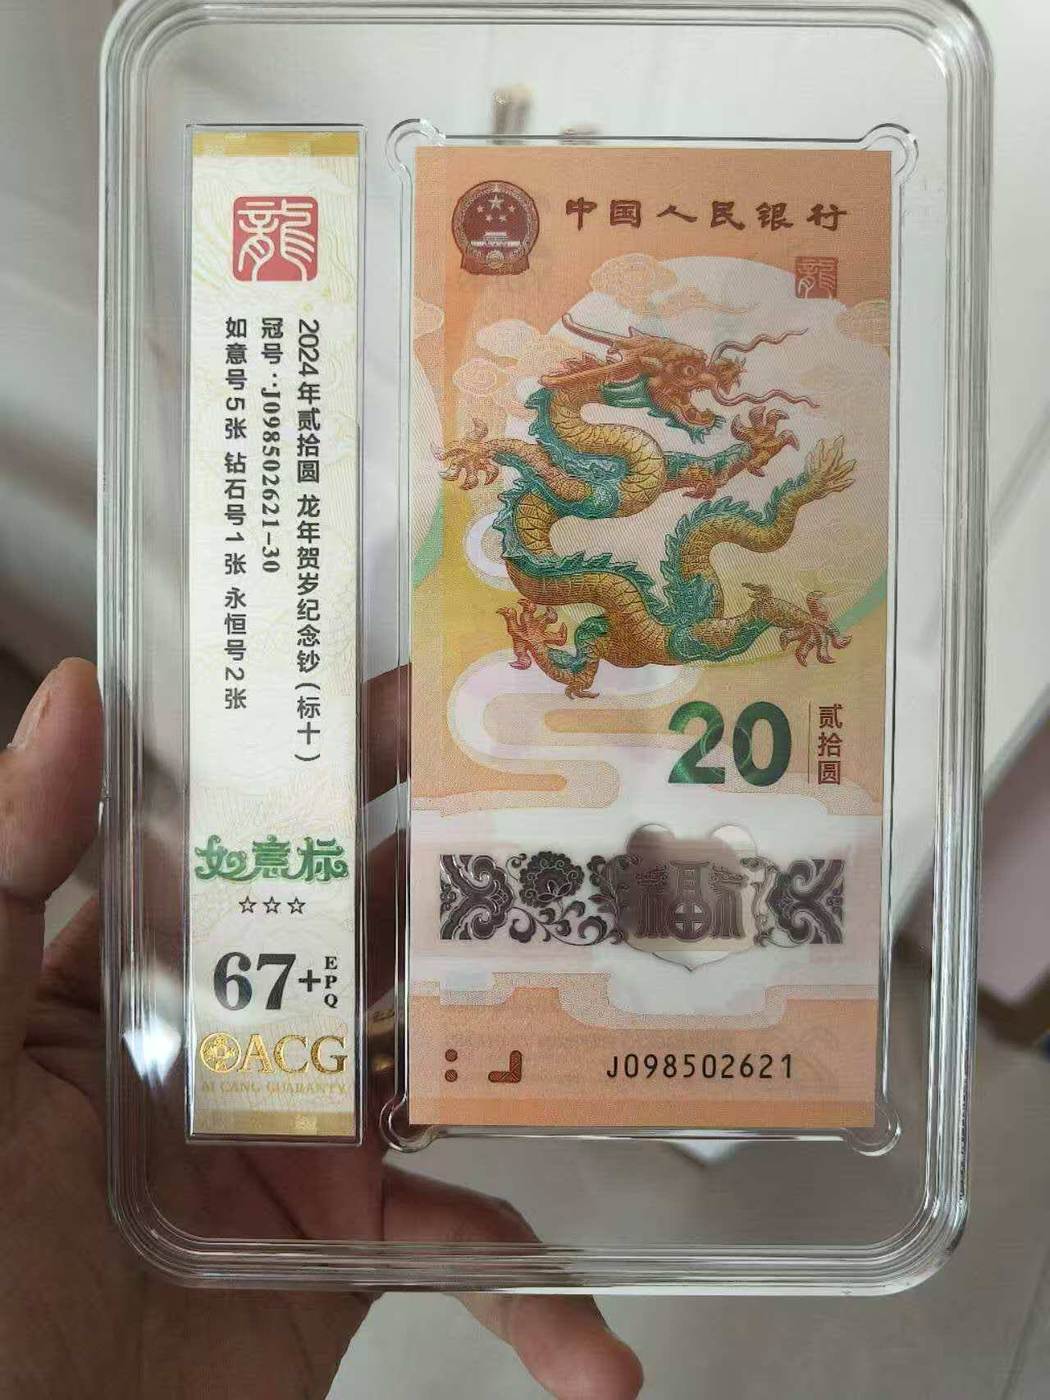 龍
2024年贰拾圆 龙年贺岁纪念钞(标十)
冠号:J098502621-30
如意号5张 钻石号1张 永恒号2张
如意标
☆☆☆
67+EPQ
ACG
AI CANG GUARANTY
中国人民银行
龍
20
贰拾圆
福
J098502621